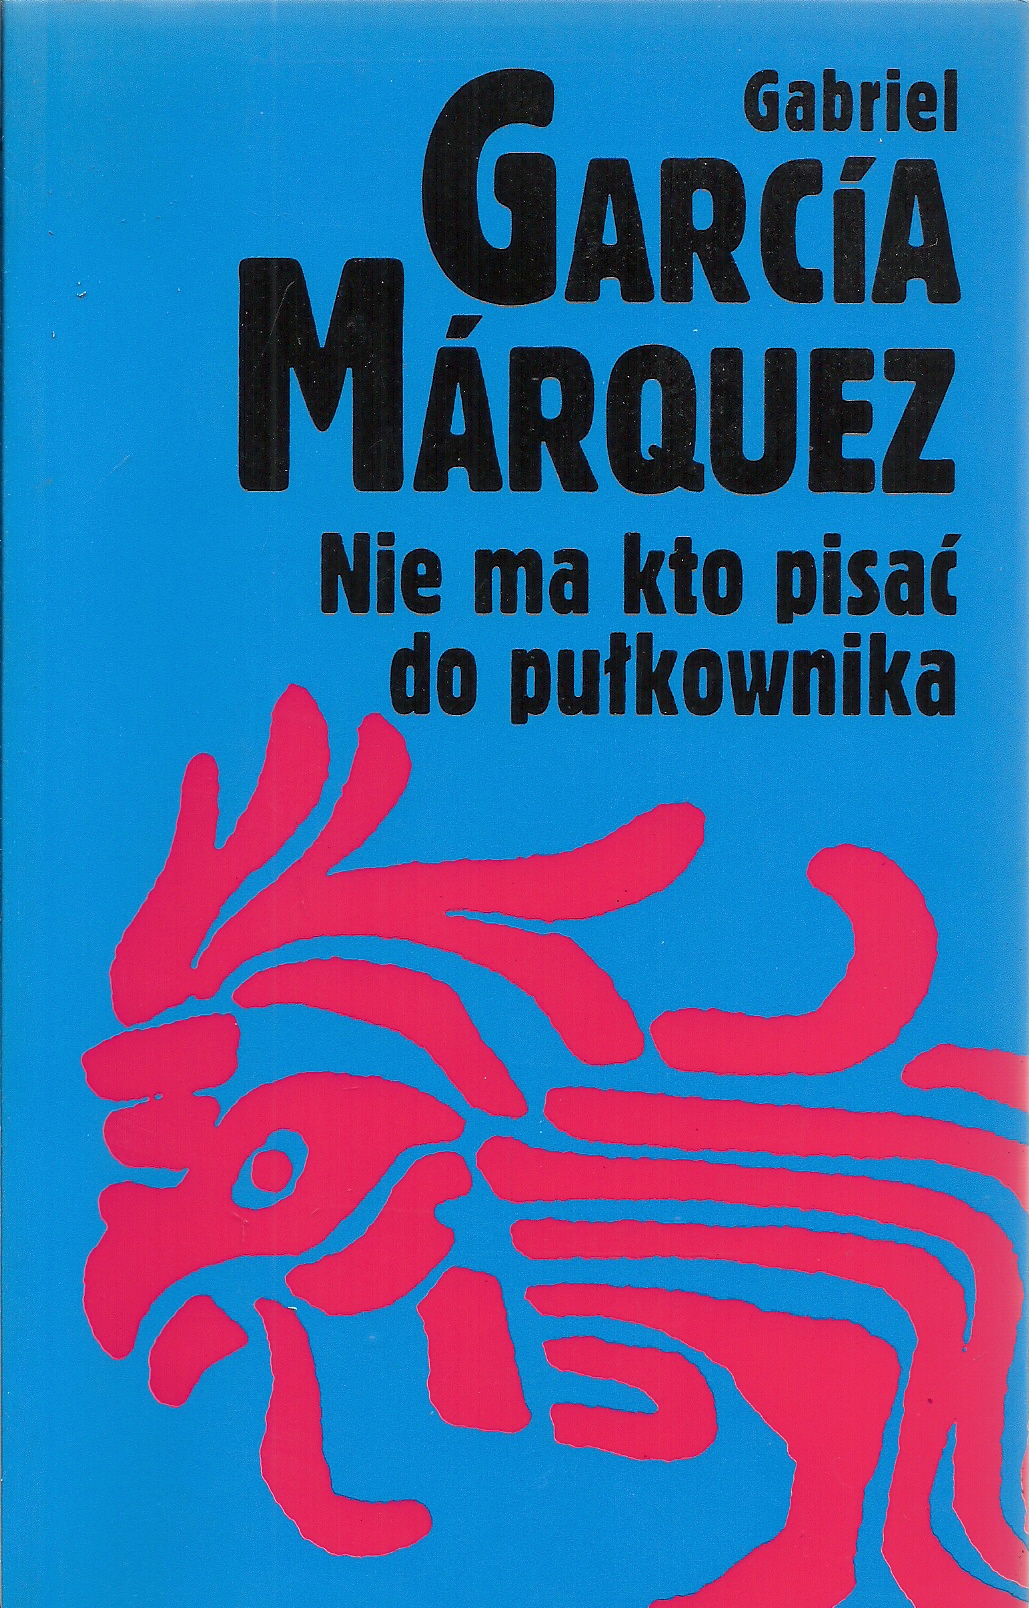 Gabriel
GARCÍA
MÁRQUEZ
Nie ma kto pisać
do pułkownika